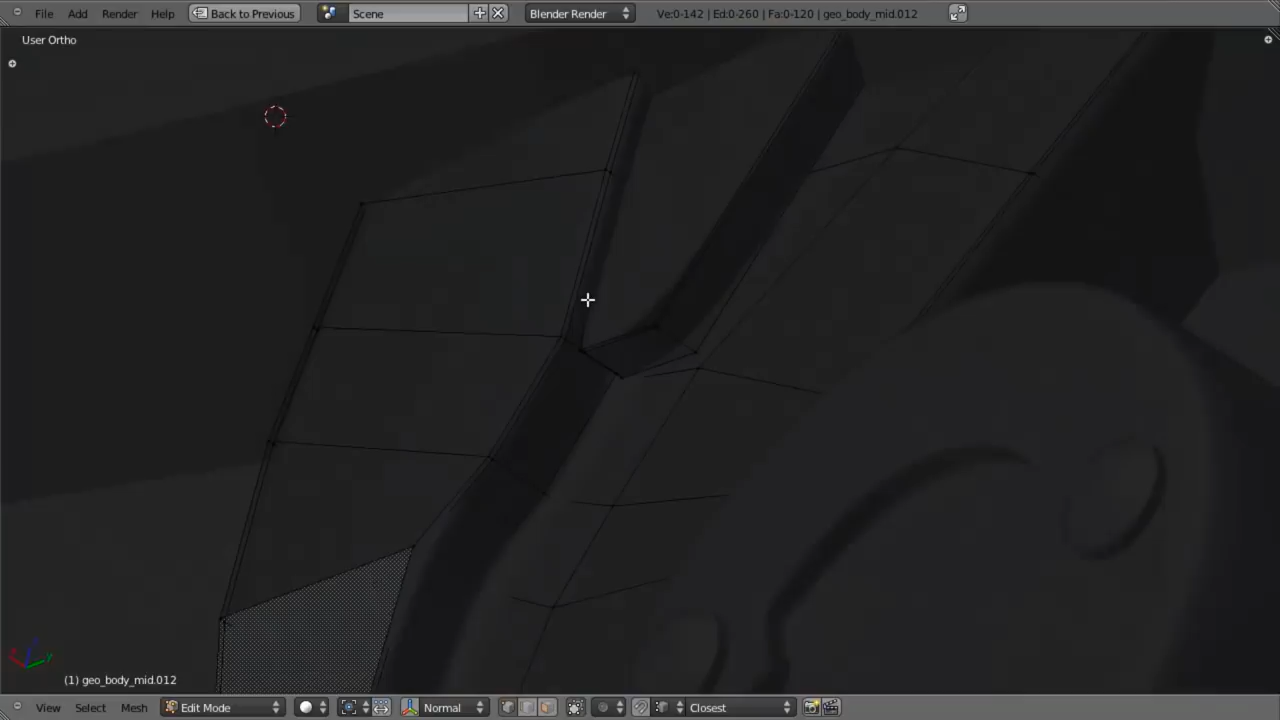 File Add Render Help Back to Previous Scene Blender Render Ve:0-142 | Ed:0-260 | Fa:0-120 | geo_body_mid.012
User Ortho
y
(1) geo_body_mid.012
View Select Mesh Edit Mode Normal Closest